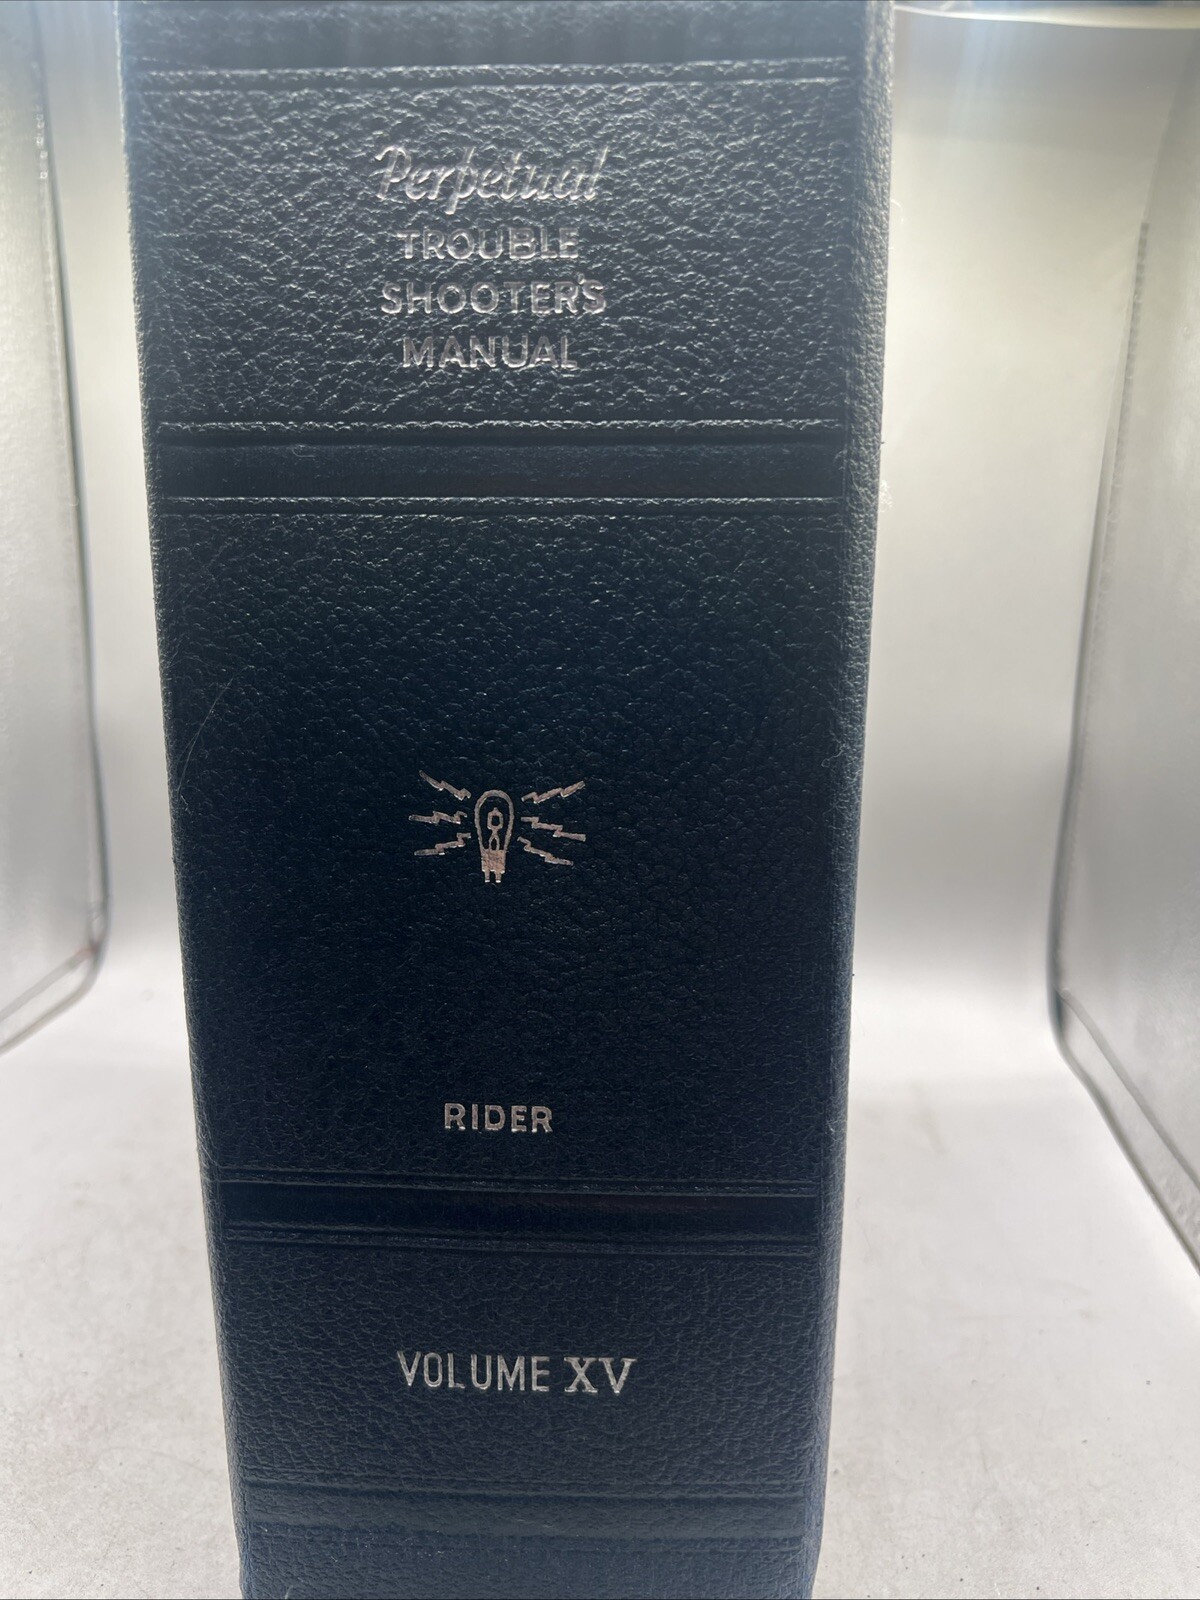 Perpetual
TROUBLE
SHOOTER'S
MANUAL
RIDER
VOLUME XV